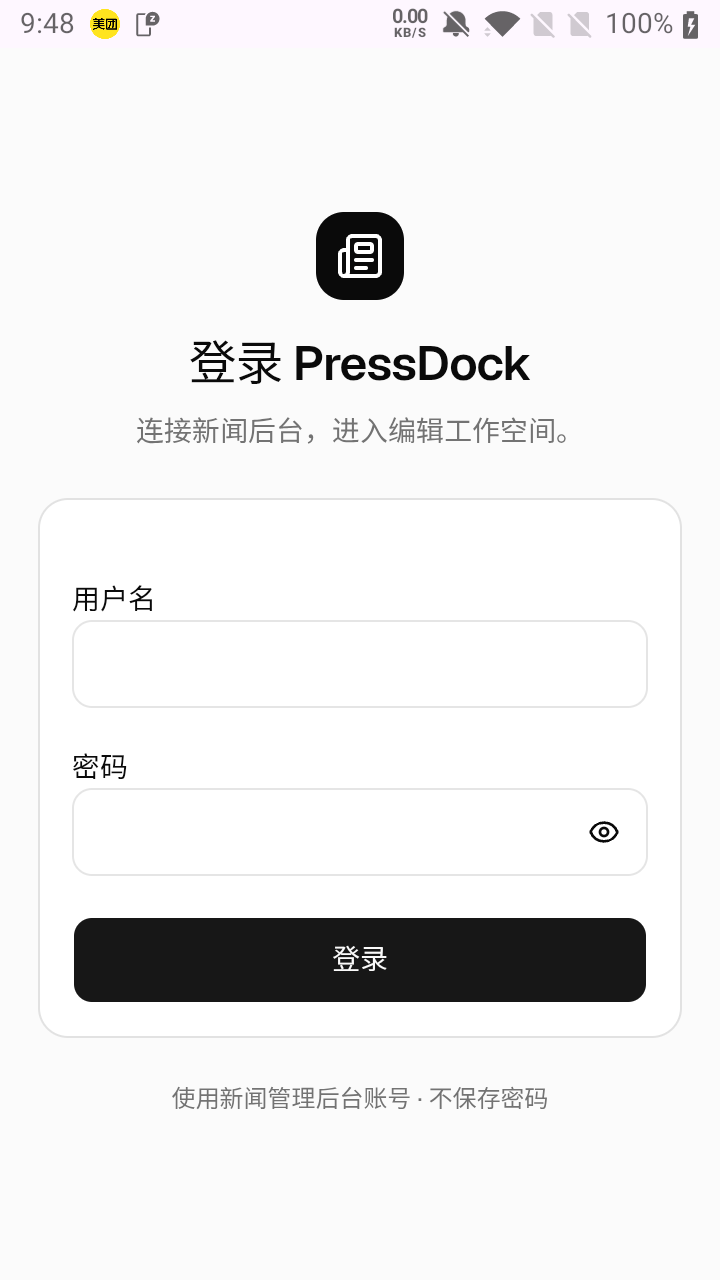 9:48 美团 z 0.00 KB/S 100%
登录 PressDock
连接新闻后台，进入编辑工作空间。
用户名
密码
登录
使用新闻管理后台账号 · 不保存密码